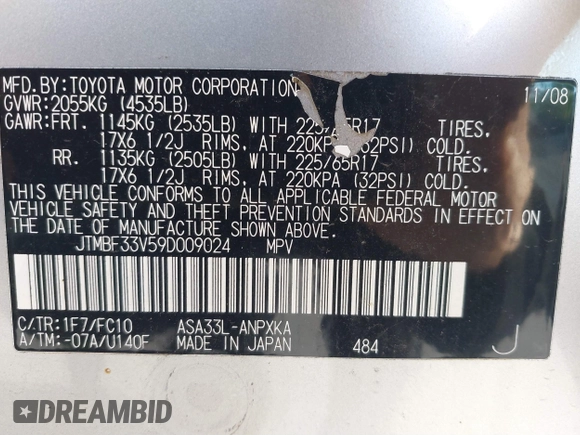 MFD.BY:TOYOTA MOTOR CORPORATION 11/08
GVWR:2055KG (4535LB)
GAWR:FRT. 1145KG (2535LB) WITH 225/ R17 TIRES,
17X6 1/2J RIMS, AT 220KPA 32PSI) COLD.
RR. 1135KG (2505LB) WITH 225/65R17 TIRES,
17X6 1/2J RIMS, AT 220KPA (32PSI) COLD.
THIS VEHICLE CONFORMS TO ALL APPLICABLE FEDERAL MOTOR
VEHICLE SAFETY AND THEFT PREVENTION STANDARDS IN EFFECT ON
THE DATE OF MANUFACTURE SHOWN ABOVE.
JTMBF33V59D009024 MPV
C/TR:1F7/FC10 ASA33L-ANPXKA
A/TM:-07A/U140F MADE IN JAPAN 484 J
DREAMBID